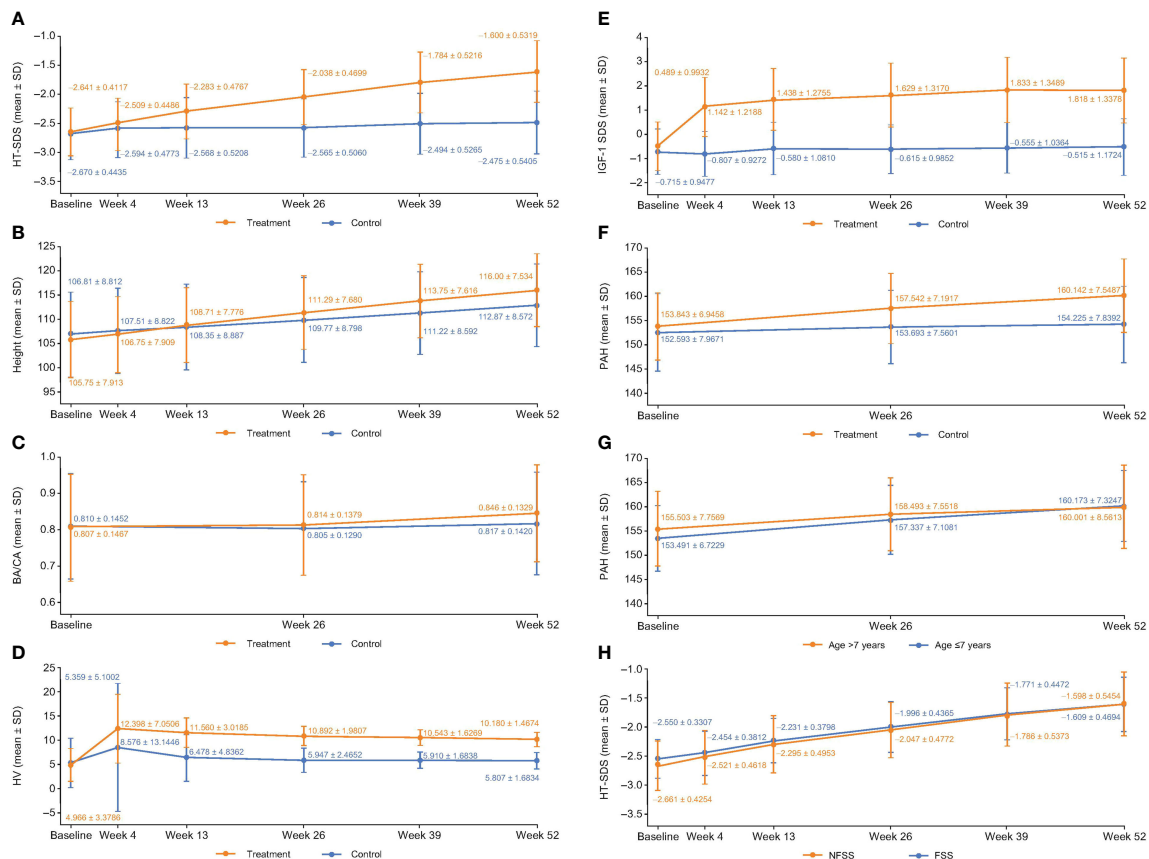 A
HT-SDS (mean ± SD)
−1.0
−1.5
−2.0
−2.5
−3.0
−3.5
−2.641 ± 0.4117
−2.509 ± 0.4486
−2.283 ± 0.4767
−2.038 ± 0.4699
−1.784 ± 0.5216
−1.600 ± 0.5319
−2.670 ± 0.4435
−2.594 ± 0.4773
−2.568 ± 0.5208
−2.565 ± 0.5060
−2.494 ± 0.5265
−2.475 ± 0.5405
Baseline Week 4 Week 13 Week 26 Week 39 Week 52
Treatment Control
B
Height (mean ± SD)
125
120
115
110
105
100
95
106.81 ± 8.812
107.51 ± 8.822
108.71 ± 7.776
111.29 ± 7.680
113.75 ± 7.616
116.00 ± 7.534
105.75 ± 7.913
106.75 ± 7.909
108.35 ± 8.887
109.77 ± 8.798
111.22 ± 8.592
112.87 ± 8.572
Baseline Week 4 Week 13 Week 26 Week 39 Week 52
Treatment Control
C
BA/CA (mean ± SD)
1.0
0.9
0.8
0.7
0.6
0.810 ± 0.1452
0.807 ± 0.1467
0.814 ± 0.1379
0.805 ± 0.1290
0.846 ± 0.1329
0.817 ± 0.1420
Baseline Week 26 Week 52
Treatment Control
D
HV (mean ± SD)
25
20
15
10
5
0
−5
5.359 ± 5.1002
12.398 ± 7.0506
11.560 ± 3.0185
10.892 ± 1.9807
10.543 ± 1.6269
10.180 ± 1.4674
8.576 ± 13.1446
6.478 ± 4.8362
5.947 ± 2.4652
5.910 ± 1.6838
5.807 ± 1.6834
4.966 ± 3.3786
Baseline Week 4 Week 13 Week 26 Week 39 Week 52
Treatment Control
E
IGF-1 SDS (mean ± SD)
4
3
2
1
0
−1
−2
0.489 ± 0.9932
1.142 ± 1.2188
1.438 ± 1.2755
1.629 ± 1.3170
1.833 ± 1.3489
1.818 ± 1.3378
−0.715 ± 0.9477
−0.807 ± 0.9272
−0.580 ± 1.0810
−0.615 ± 0.9852
−0.555 ± 1.0364
−0.515 ± 1.1724
Baseline Week 4 Week 13 Week 26 Week 39 Week 52
Treatment Control
F
PAH (mean ± SD)
170
165
160
155
150
145
140
153.843 ± 6.9458
152.593 ± 7.9671
157.542 ± 7.1917
153.693 ± 7.5601
160.142 ± 7.5487
154.225 ± 7.8392
Baseline Week 26 Week 52
Treatment Control
G
PAH (mean ± SD)
170
165
160
155
150
145
140
155.503 ± 7.7569
153.491 ± 6.7229
158.493 ± 7.5518
157.337 ± 7.1081
160.173 ± 7.3247
160.001 ± 8.5613
Baseline Week 26 Week 52
Age >7 years Age ≤7 years
H
HT-SDS (mean ± SD)
−1.0
−1.5
−2.0
−2.5
−3.0
−3.5
−2.550 ± 0.3307
−2.454 ± 0.3812
−2.231 ± 0.3798
−1.996 ± 0.4365
−1.771 ± 0.4472
−1.598 ± 0.5454
−2.661 ± 0.4254
−2.521 ± 0.4618
−2.295 ± 0.4953
−2.047 ± 0.4772
−1.786 ± 0.5373
−1.609 ± 0.4694
Baseline Week 4 Week 13 Week 26 Week 39 Week 52
NFSS FSS